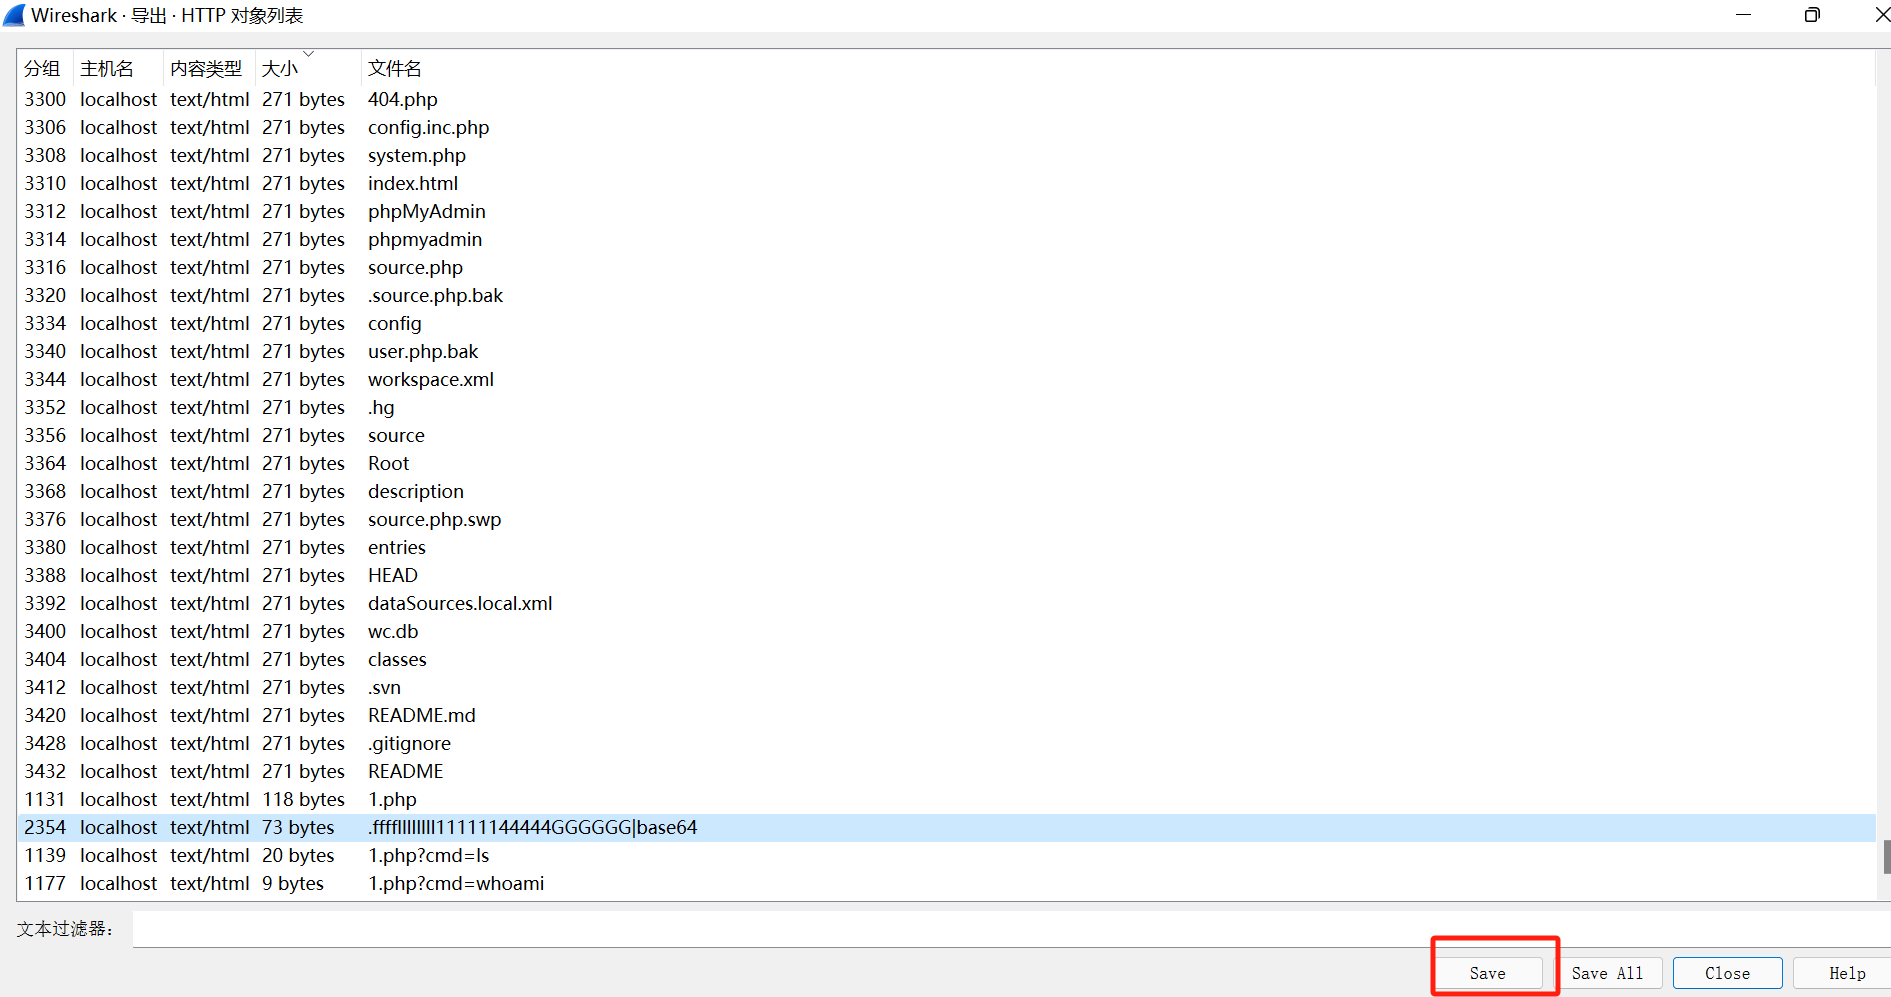 Wireshark · 导出 · HTTP 对象列表
分组 主机名 内容类型 大小 文件名
3300 localhost text/html 271 bytes 404.php
3306 localhost text/html 271 bytes config.inc.php
3308 localhost text/html 271 bytes system.php
3310 localhost text/html 271 bytes index.html
3312 localhost text/html 271 bytes phpMyAdmin
3314 localhost text/html 271 bytes phpmyadmin
3316 localhost text/html 271 bytes source.php
3320 localhost text/html 271 bytes .source.php.bak
3334 localhost text/html 271 bytes config
3340 localhost text/html 271 bytes user.php.bak
3344 localhost text/html 271 bytes workspace.xml
3352 localhost text/html 271 bytes .hg
3356 localhost text/html 271 bytes source
3364 localhost text/html 271 bytes Root
3368 localhost text/html 271 bytes description
3376 localhost text/html 271 bytes source.php.swp
3380 localhost text/html 271 bytes entries
3388 localhost text/html 271 bytes HEAD
3392 localhost text/html 271 bytes dataSources.local.xml
3400 localhost text/html 271 bytes wc.db
3404 localhost text/html 271 bytes classes
3412 localhost text/html 271 bytes .svn
3420 localhost text/html 271 bytes README.md
3428 localhost text/html 271 bytes .gitignore
3432 localhost text/html 271 bytes README
1131 localhost text/html 118 bytes 1.php
2354 localhost text/html 73 bytes .ffffllllllll11111144444GGGGGG|base64
1139 localhost text/html 20 bytes 1.php?cmd=ls
1177 localhost text/html 9 bytes 1.php?cmd=whoami
文本过滤器：
Save Save All Close Help